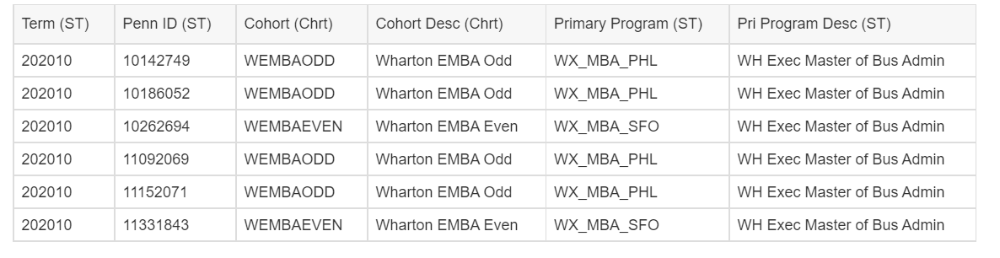 Term (ST) Penn ID (ST) Cohort (Chrt) Cohort Desc (Chrt) Primary Program (ST) Pri Program Desc (ST)
202010 10142749 WEMBAODD Wharton EMBA Odd WX_MBA_PHL WH Exec Master of Bus Admin
202010 10186052 WEMBAODD Wharton EMBA Odd WX_MBA_PHL WH Exec Master of Bus Admin
202010 10262694 WEMBAEVEN Wharton EMBA Even WX_MBA_SFO WH Exec Master of Bus Admin
202010 11092069 WEMBAODD Wharton EMBA Odd WX_MBA_PHL WH Exec Master of Bus Admin
202010 11152071 WEMBAODD Wharton EMBA Odd WX_MBA_PHL WH Exec Master of Bus Admin
202010 11331843 WEMBAEVEN Wharton EMBA Even WX_MBA_SFO WH Exec Master of Bus Admin